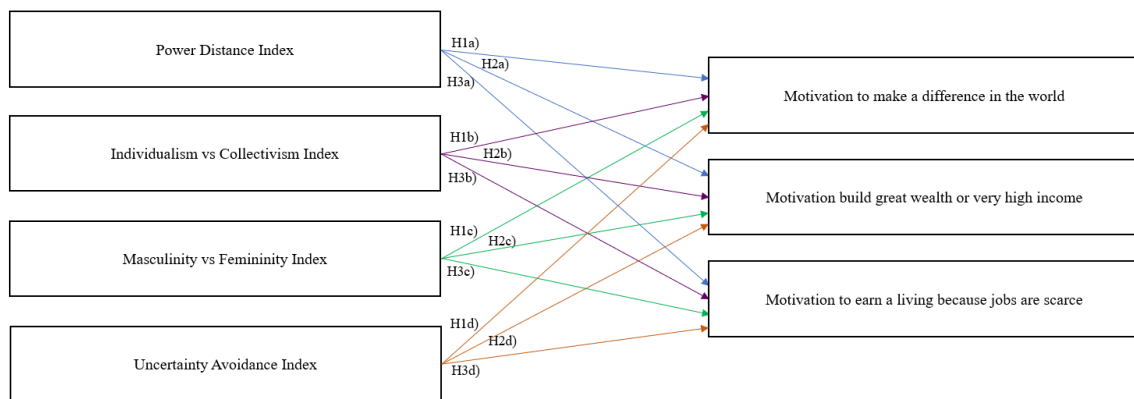 Power Distance Index
H1a)
H2a)
H3a)
Individualism vs Collectivism Index
H1b)
H2b)
H3b)
Masculinity vs Femininity Index
H1c)
H2c)
H3c)
Uncertainty Avoidance Index
H1d)
H2d)
H3d)
Motivation to make a difference in the world
Motivation build great wealth or very high income
Motivation to earn a living because jobs are scarce